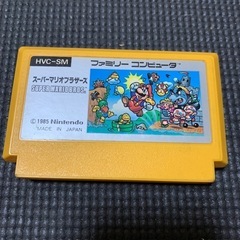 HVC-SM
ファミリー コンピュータ
スーパーマリオブラザーズ
SUPER MARIO BROS.
©1985 Nintendo
MADE IN JAPAN